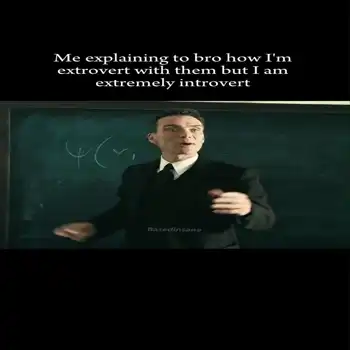 Me explaining to bro how I'm
extrovert with them but I am
extremely introvert
ψ(